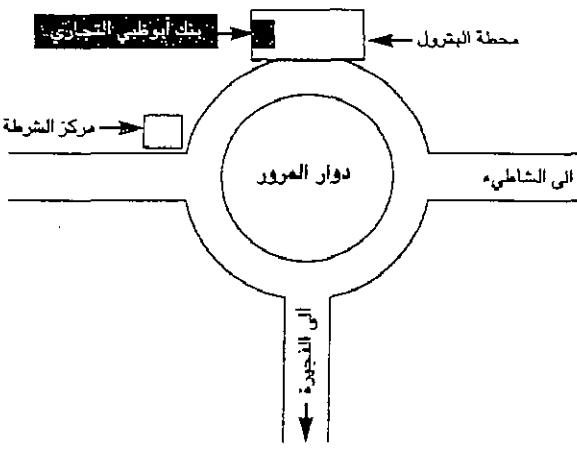 بنك أبوظبي التجاري
محطة البترول
مركز الشرطة
دوار المرور
الى الشاطيء
الى الفجيرة